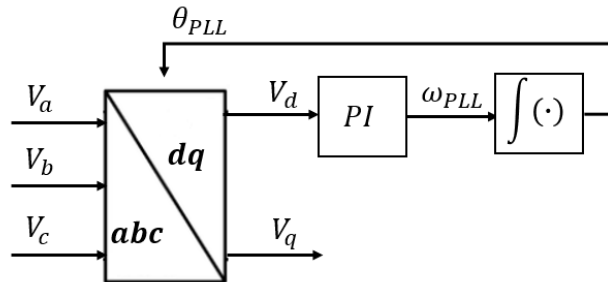 θ_PLL
V_a
V_d
PI
ω_PLL
∫(·)
V_b
dq
abc
V_c
V_q